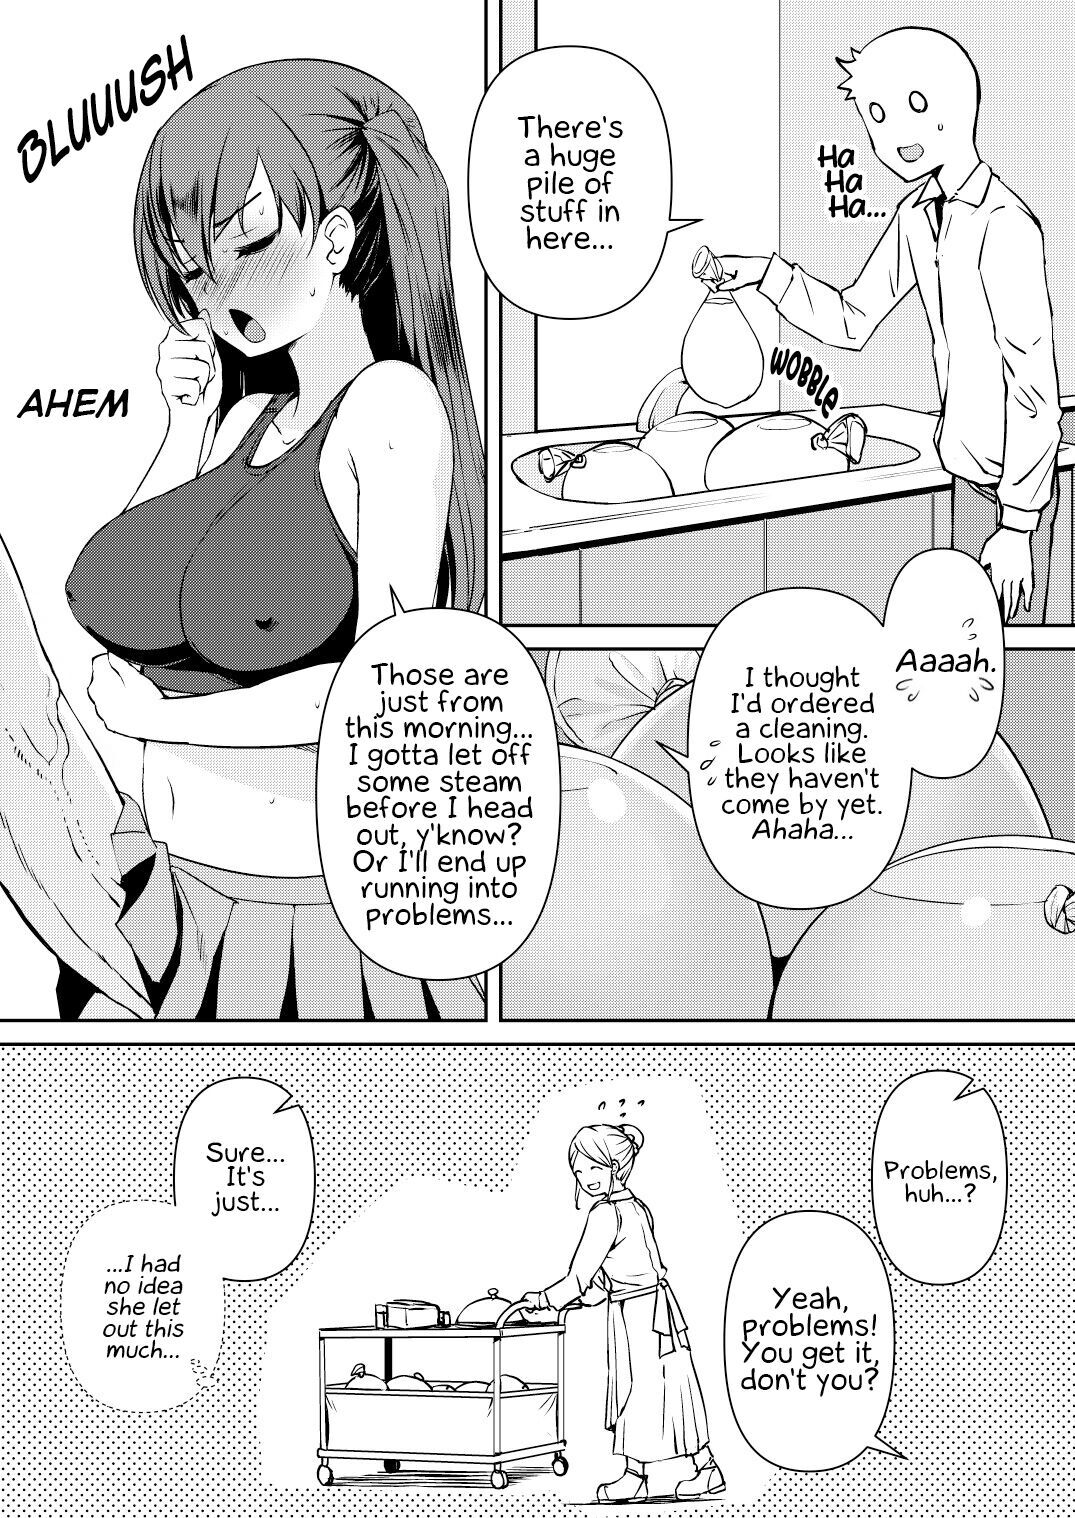 There's
a huge
pile of
stuff in
here...
Ha
Ha
Ha...
WOBBLE
Aaaah.
I thought
I'd ordered
a cleaning.
Looks like
they haven't
come by yet.
Ahaha...
BLUUUSH
AHEM
Those are
just from
this morning...
I gotta let off
some steam
before I head
out, y'know?
Or I'll end up
running into
problems...
Problems,
huh...?
Yeah,
problems!
You get it,
don't you?
Sure...
It's
just...
...I had
no idea
she let
out this
much...